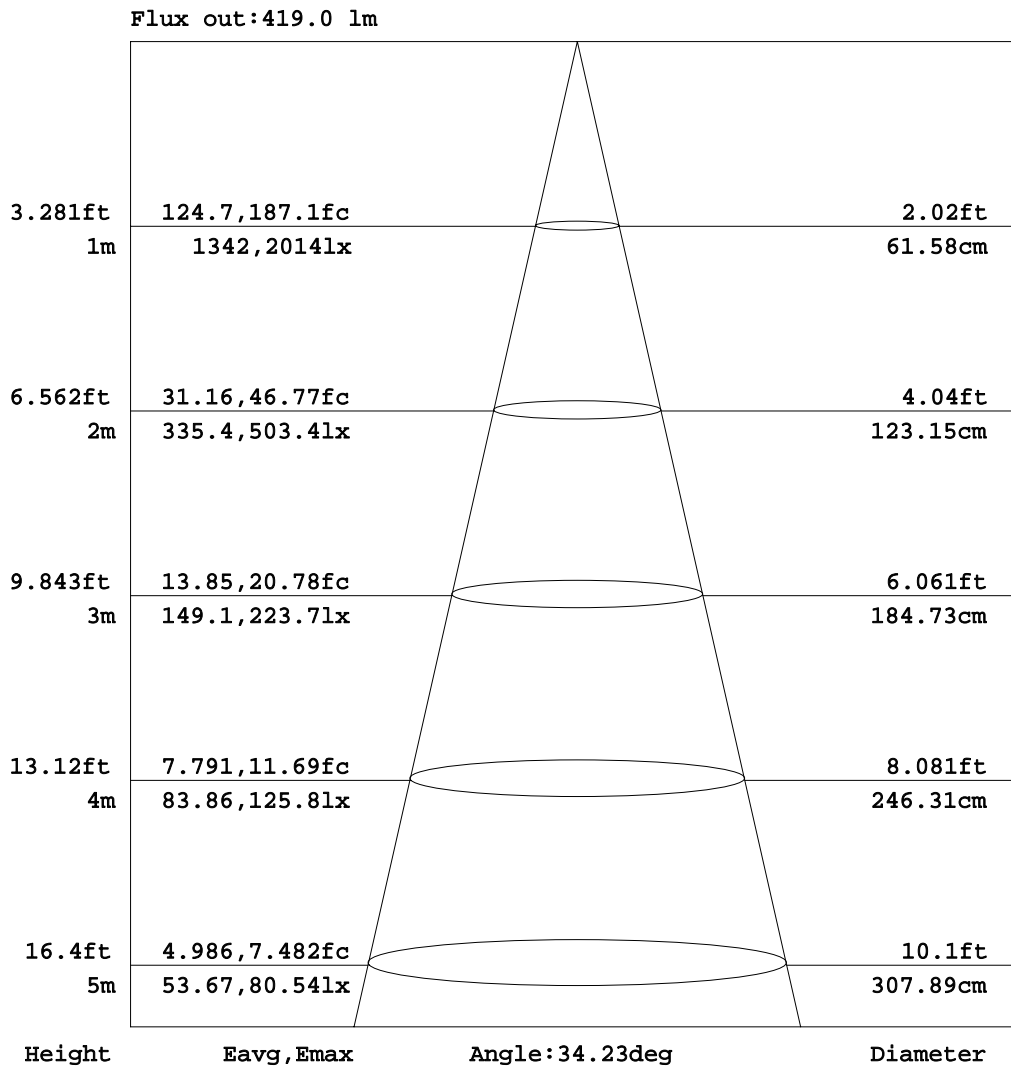 Flux out:419.0 lm
3.281ft 124.7,187.1fc 2.02ft
1m 1342,2014lx 61.58cm
6.562ft 31.16,46.77fc 4.04ft
2m 335.4,503.4lx 123.15cm
9.843ft 13.85,20.78fc 6.061ft
3m 149.1,223.7lx 184.73cm
13.12ft 7.791,11.69fc 8.081ft
4m 83.86,125.8lx 246.31cm
16.4ft 4.986,7.482fc 10.1ft
5m 53.67,80.54lx 307.89cm
Height Eavg,Emax Angle:34.23deg Diameter